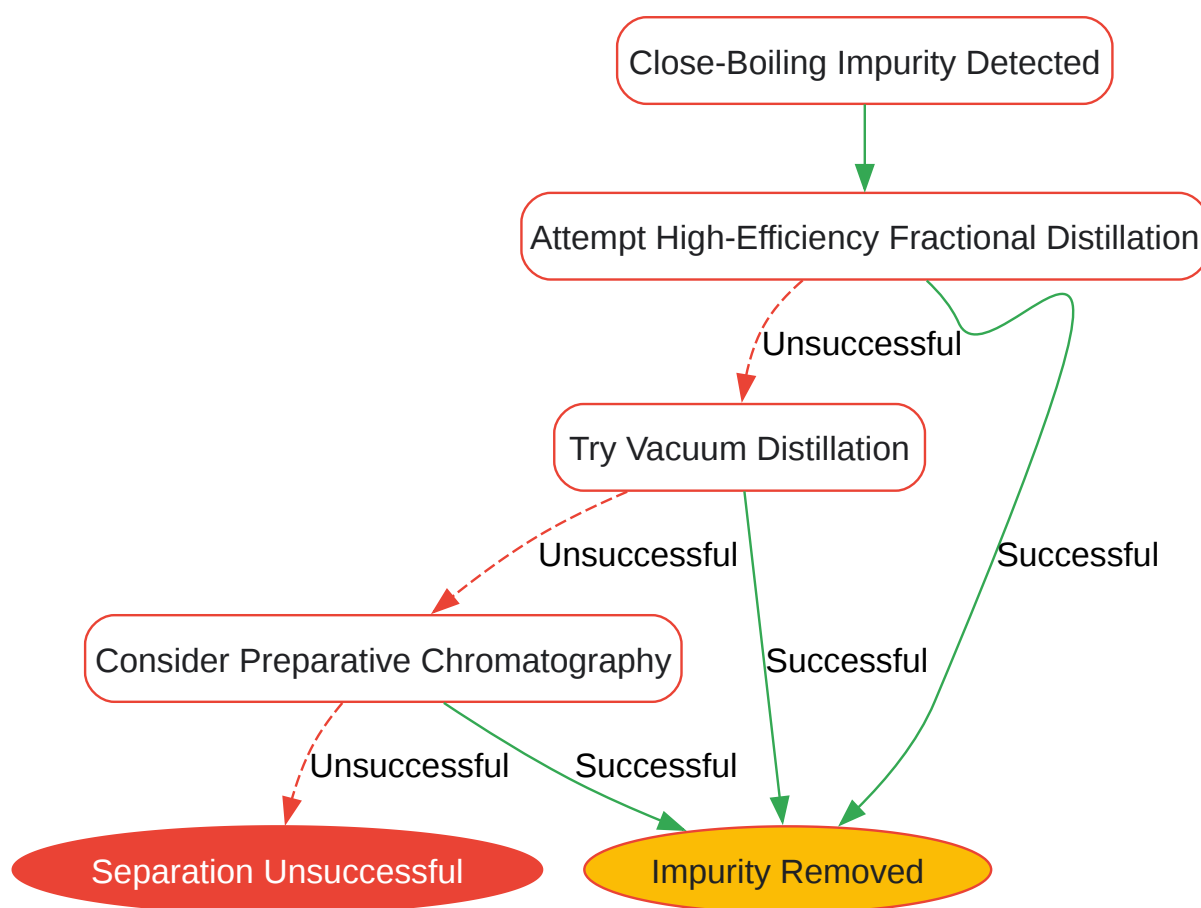 Close-Boiling Impurity Detected
Attempt High-Efficiency Fractional Distillation
Unsuccessful
Try Vacuum Distillation
Unsuccessful
Successful
Consider Preparative Chromatography
Successful
Unsuccessful
Successful
Separation Unsuccessful
Impurity Removed